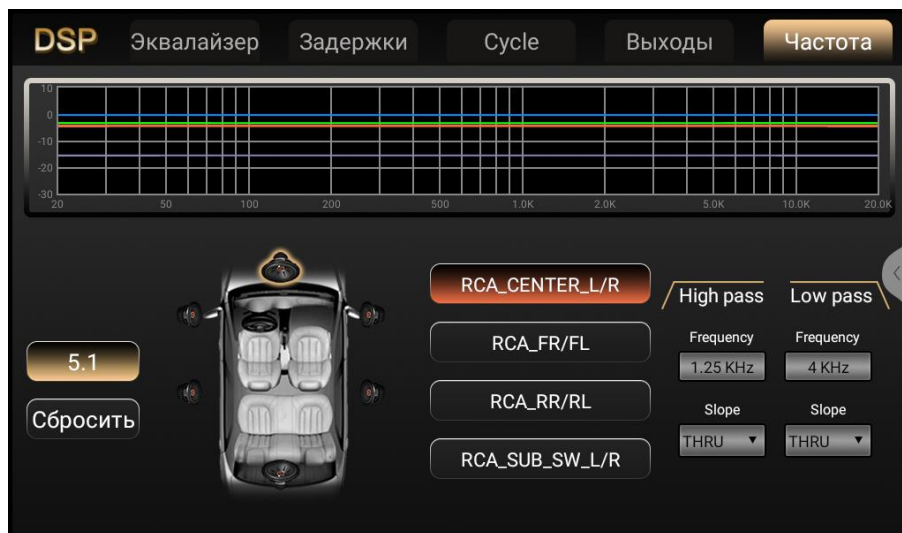 DSP Эквалайзер Задержки Cycle Выходы Частота
10
0
-10
-20
-30
20 50 100 200 500 1.0K 2.0K 5.0K 10.0K 20.0K
RCA_CENTER_L/R
High pass Low pass
RCA_FR/FL
Frequency Frequency
5.1
1.25 KHz 4 KHz
RCA_RR/RL
Slope Slope
Сбросить
THRU THRU
RCA_SUB_SW_L/R